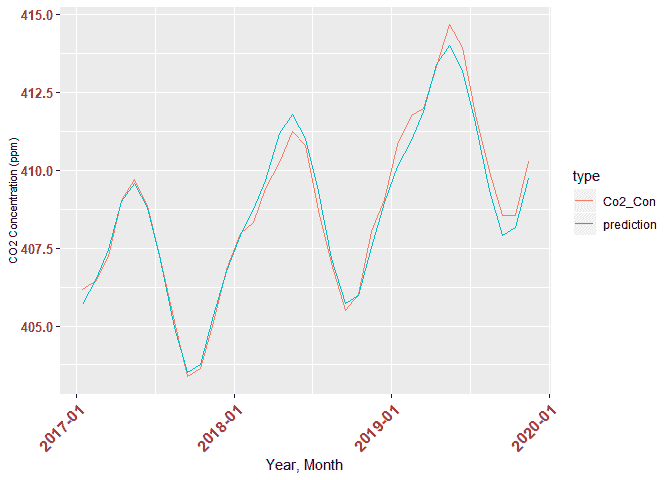 415.0
412.5
410.0
407.5
405.0
CO2 Concentration (ppm)
2017-01
2018-01
2019-01
2020-01
Year, Month
type
Co2_Con
prediction